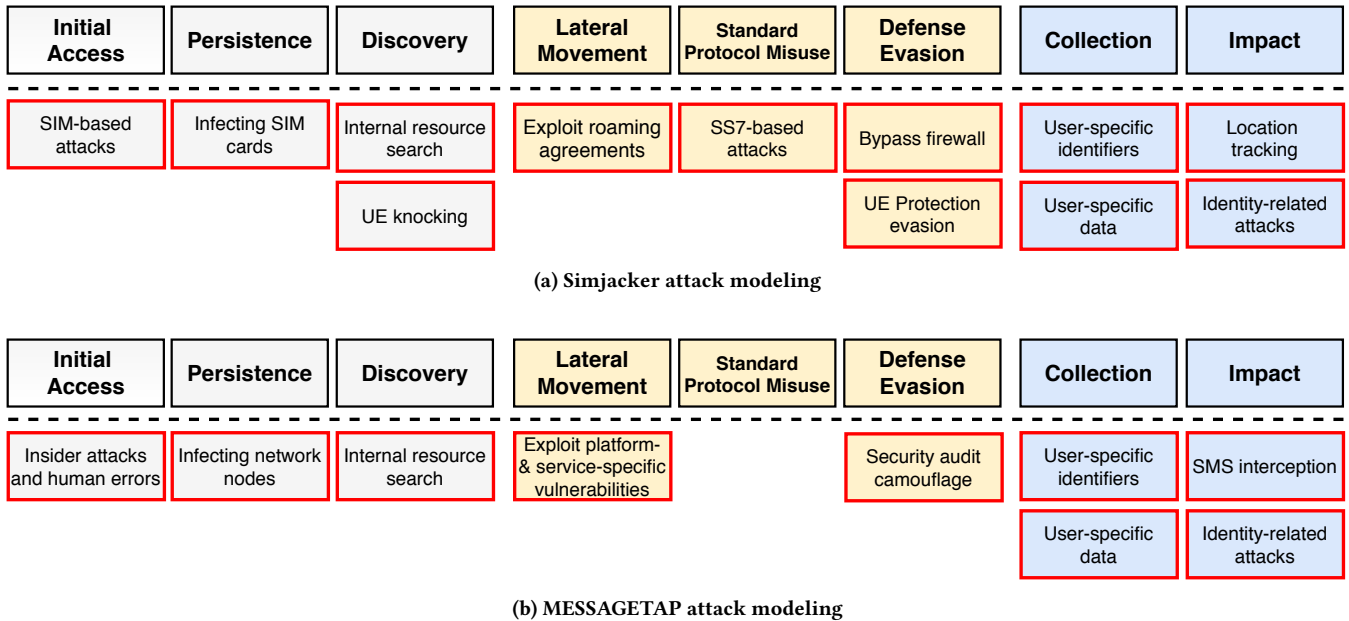 Initial
Access
Persistence
Discovery
Lateral
Movement
Standard
Protocol Misuse
Defense
Evasion
Collection
Impact
SIM-based
attacks
Infecting SIM
cards
Internal resource
search
Exploit roaming
agreements
SS7-based
attacks
Bypass firewall
User-specific
identifiers
Location
tracking
UE knocking
UE Protection
evasion
User-specific
data
Identity-related
attacks
(a) Simjacker attack modeling
Initial
Access
Persistence
Discovery
Lateral
Movement
Standard
Protocol Misuse
Defense
Evasion
Collection
Impact
Insider attacks
and human errors
Infecting network
nodes
Internal resource
search
Exploit platform-
& service-specific
vulnerabilities
Security audit
camouflage
User-specific
identifiers
SMS interception
User-specific
data
Identity-related
attacks
(b) MESSAGETAP attack modeling